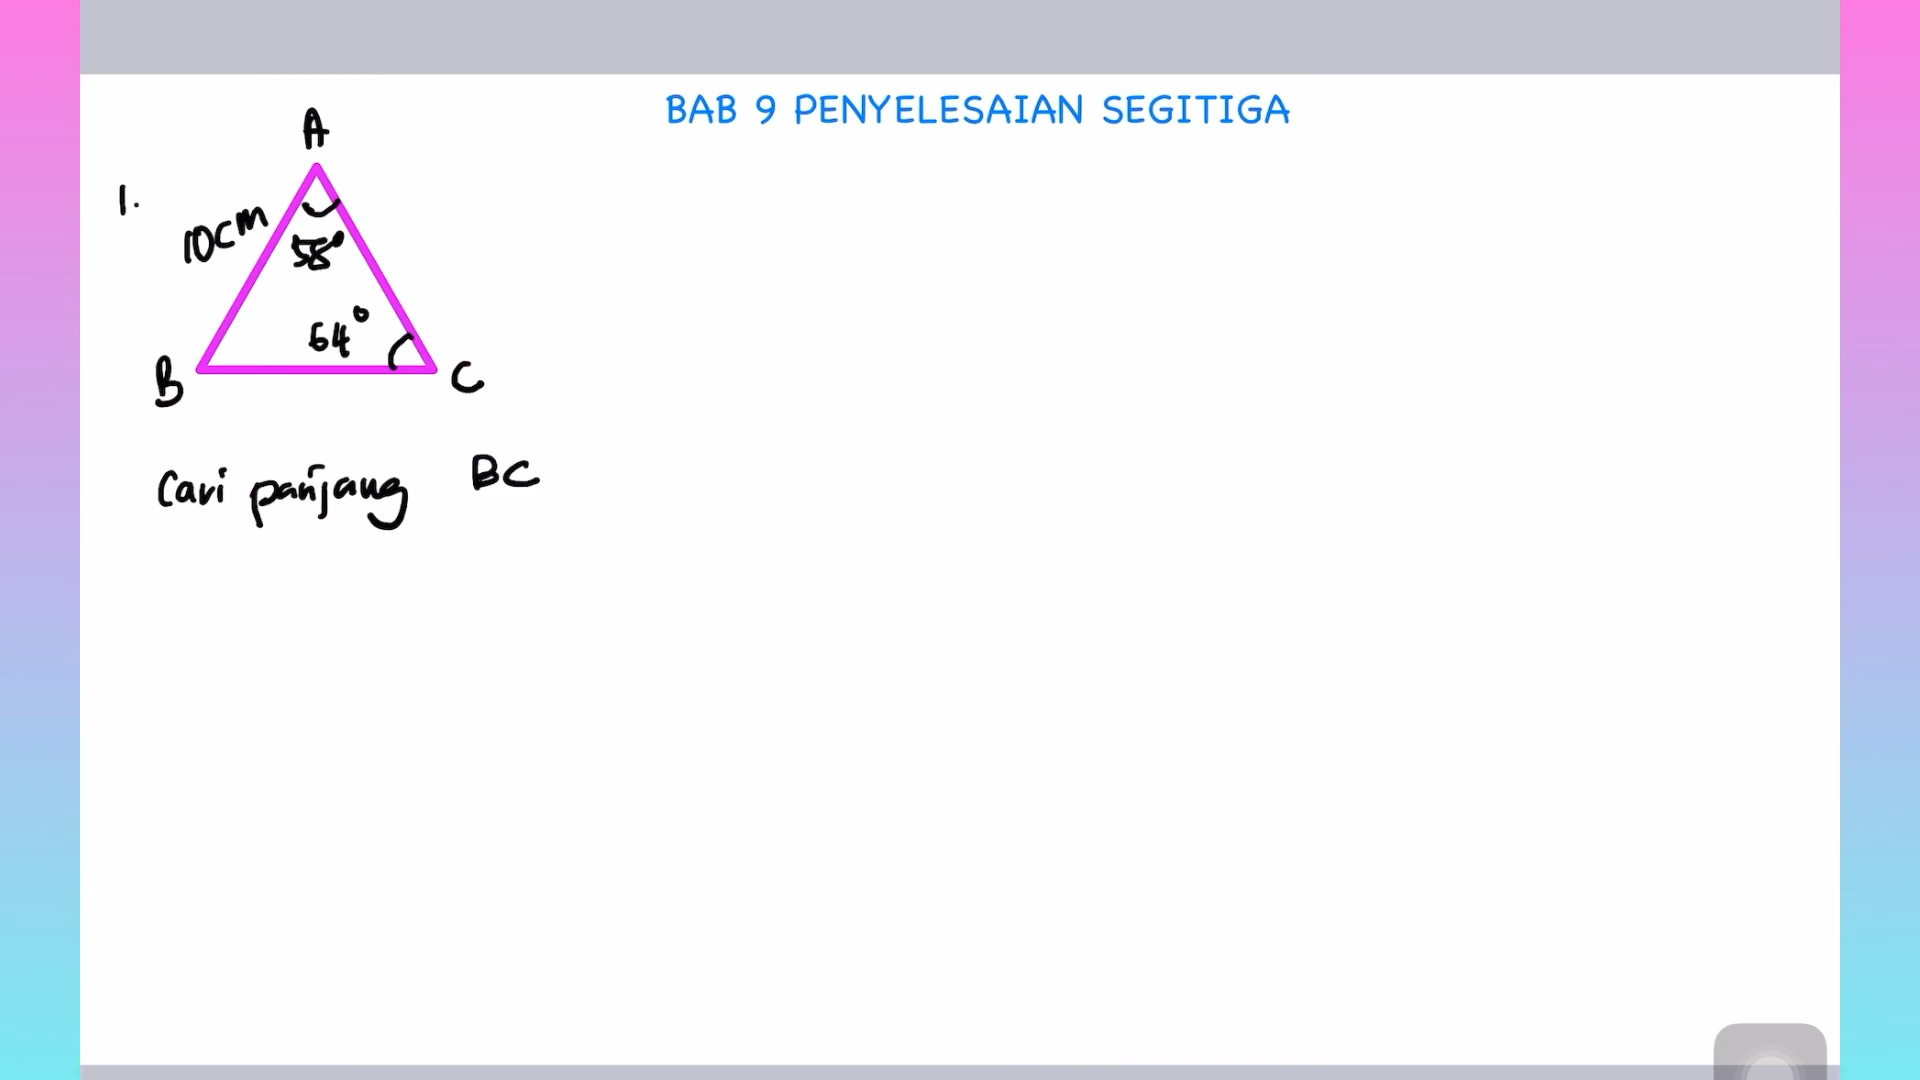 BAB 9 PENYELESAIAN SEGITIGA
A
1.
10cm
58°
64°
B
C
Cari panjang BC